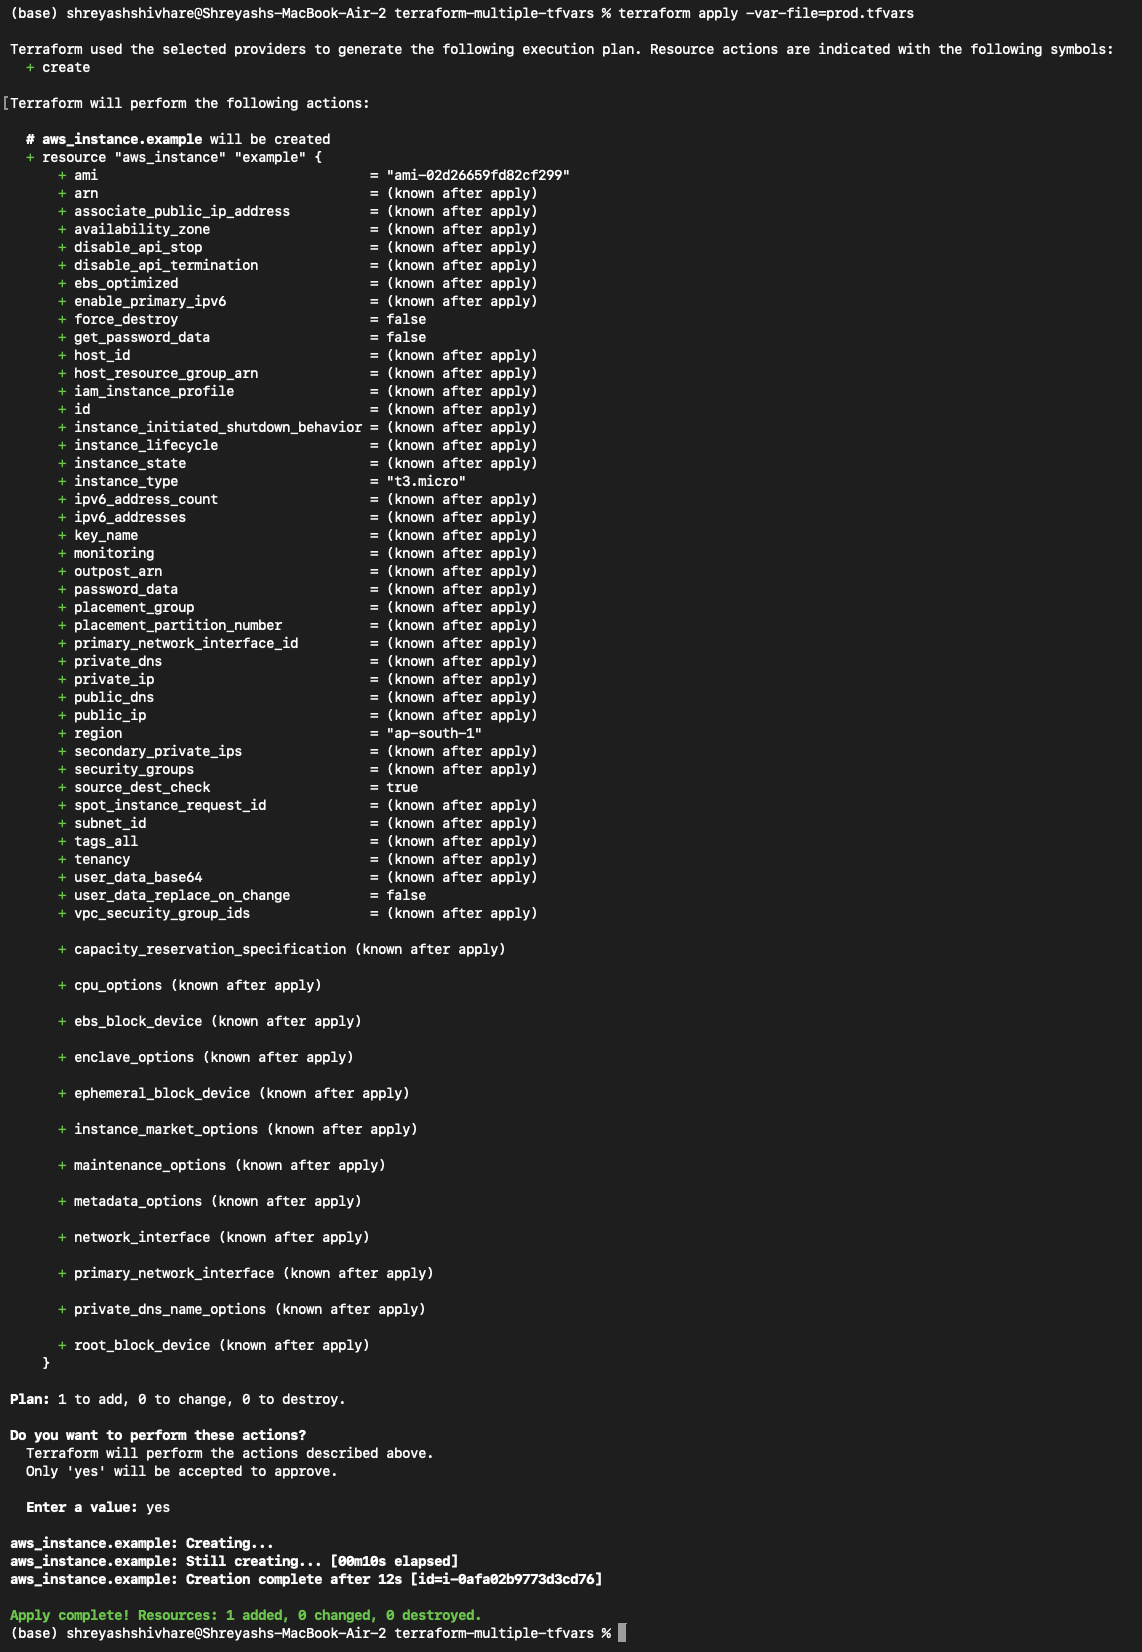 (base) shreyashshivhare@Shreyashs-MacBook-Air-2 terraform-multiple-tfvars % terraform apply -var-file=prod.tfvars
Terraform used the selected providers to generate the following execution plan. Resource actions are indicated with the following symbols:
+ create
[Terraform will perform the following actions:
# aws_instance.example will be created
+ resource "aws_instance" "example" {
+ ami = "ami-02d26659fd82cf299"
+ arn = (known after apply)
+ associate_public_ip_address = (known after apply)
+ availability_zone = (known after apply)
+ disable_api_stop = (known after apply)
+ disable_api_termination = (known after apply)
+ ebs_optimized = (known after apply)
+ enable_primary_ipv6 = (known after apply)
+ force_destroy = false
+ get_password_data = false
+ host_id = (known after apply)
+ host_resource_group_arn = (known after apply)
+ iam_instance_profile = (known after apply)
+ id = (known after apply)
+ instance_initiated_shutdown_behavior = (known after apply)
+ instance_lifecycle = (known after apply)
+ instance_state = (known after apply)
+ instance_type = "t3.micro"
+ ipv6_address_count = (known after apply)
+ ipv6_addresses = (known after apply)
+ key_name = (known after apply)
+ monitoring = (known after apply)
+ outpost_arn = (known after apply)
+ password_data = (known after apply)
+ placement_group = (known after apply)
+ placement_partition_number = (known after apply)
+ primary_network_interface_id = (known after apply)
+ private_dns = (known after apply)
+ private_ip = (known after apply)
+ public_dns = (known after apply)
+ public_ip = (known after apply)
+ region = "ap-south-1"
+ secondary_private_ips = (known after apply)
+ security_groups = (known after apply)
+ source_dest_check = true
+ spot_instance_request_id = (known after apply)
+ subnet_id = (known after apply)
+ tags_all = (known after apply)
+ tenancy = (known after apply)
+ user_data_base64 = (known after apply)
+ user_data_replace_on_change = false
+ vpc_security_group_ids = (known after apply)
+ capacity_reservation_specification (known after apply)
+ cpu_options (known after apply)
+ ebs_block_device (known after apply)
+ enclave_options (known after apply)
+ ephemeral_block_device (known after apply)
+ instance_market_options (known after apply)
+ maintenance_options (known after apply)
+ metadata_options (known after apply)
+ network_interface (known after apply)
+ primary_network_interface (known after apply)
+ private_dns_name_options (known after apply)
+ root_block_device (known after apply)
}
Plan: 1 to add, 0 to change, 0 to destroy.
Do you want to perform these actions?
Terraform will perform the actions described above.
Only 'yes' will be accepted to approve.
Enter a value: yes
aws_instance.example: Creating...
aws_instance.example: Still creating... [00m10s elapsed]
aws_instance.example: Creation complete after 12s [id=i-0afa02b9773d3cd76]
Apply complete! Resources: 1 added, 0 changed, 0 destroyed.
(base) shreyashshivhare@Shreyashs-MacBook-Air-2 terraform-multiple-tfvars %